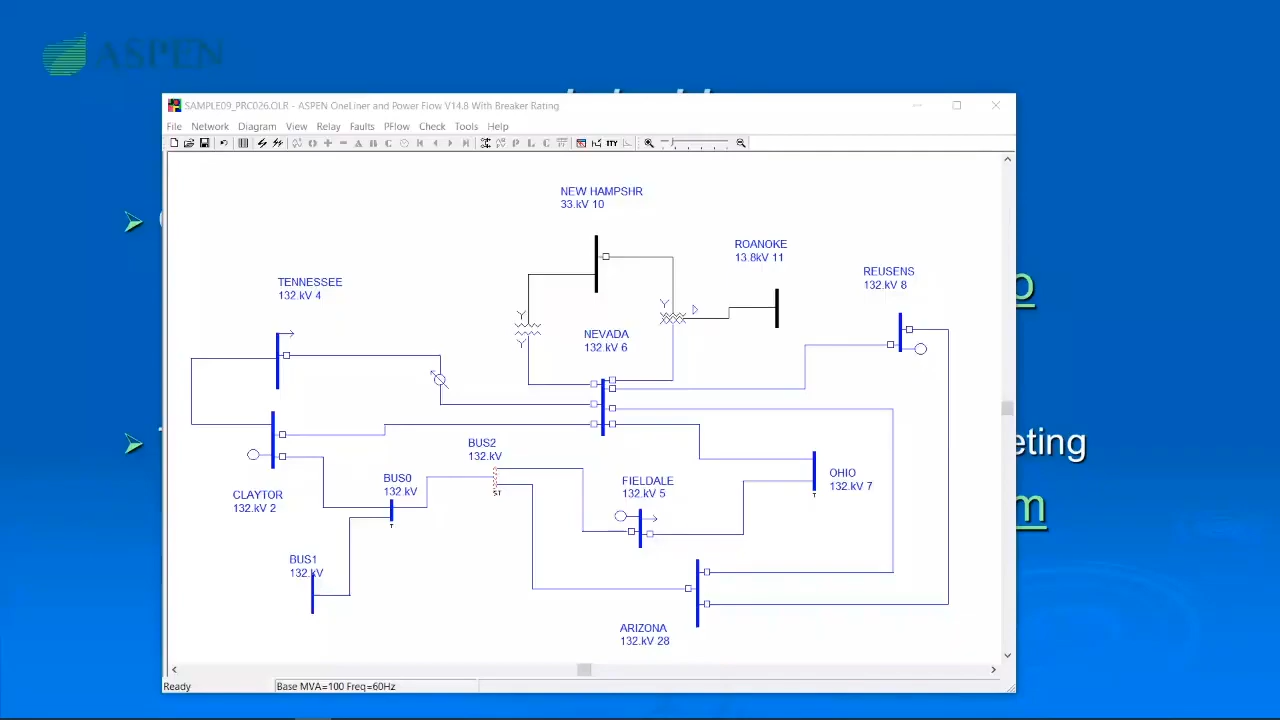 ASPEN
SAMPLE09_PRC026.OLR - ASPEN OneLiner and Power Flow V14.8 With Breaker Rating
File Network Diagram View Relay Faults PFlow Check Tools Help
NEW HAMPSHR
33.kV 10
ROANOKE
13.8kV 11
REUSENS
132.kV 8
TENNESSEE
132.kV 4
NEVADA
132.kV 6
BUS2
132.kV
ST
BUS0
132.kV
T
FIELDALE
132.kV 5
OHIO
132.kV 7
T
CLAYTOR
132.kV 2
BUS1
132.kV
ARIZONA
132.kV 28
eting
m
Ready
Base MVA=100 Freq=60Hz